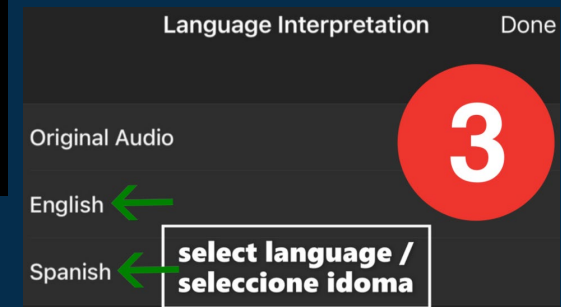 Language Interpretation Done
Original Audio
3
English
Spanish
select language /
seleccione idoma